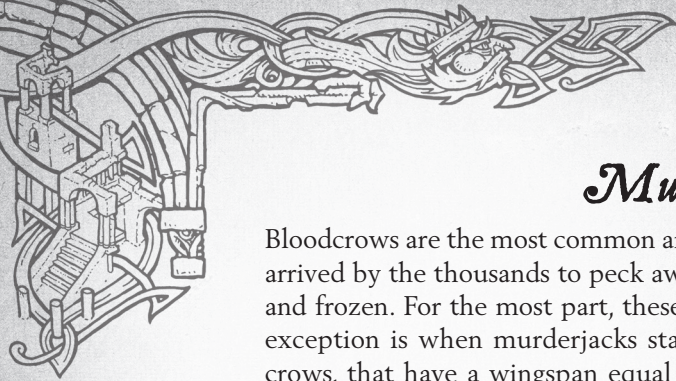 Mu
Bloodcrows are the most common a
arrived by the thousands to peck aw
and frozen. For the most part, these
exception is when murderjacks sta
crows, that have a wingspan equal